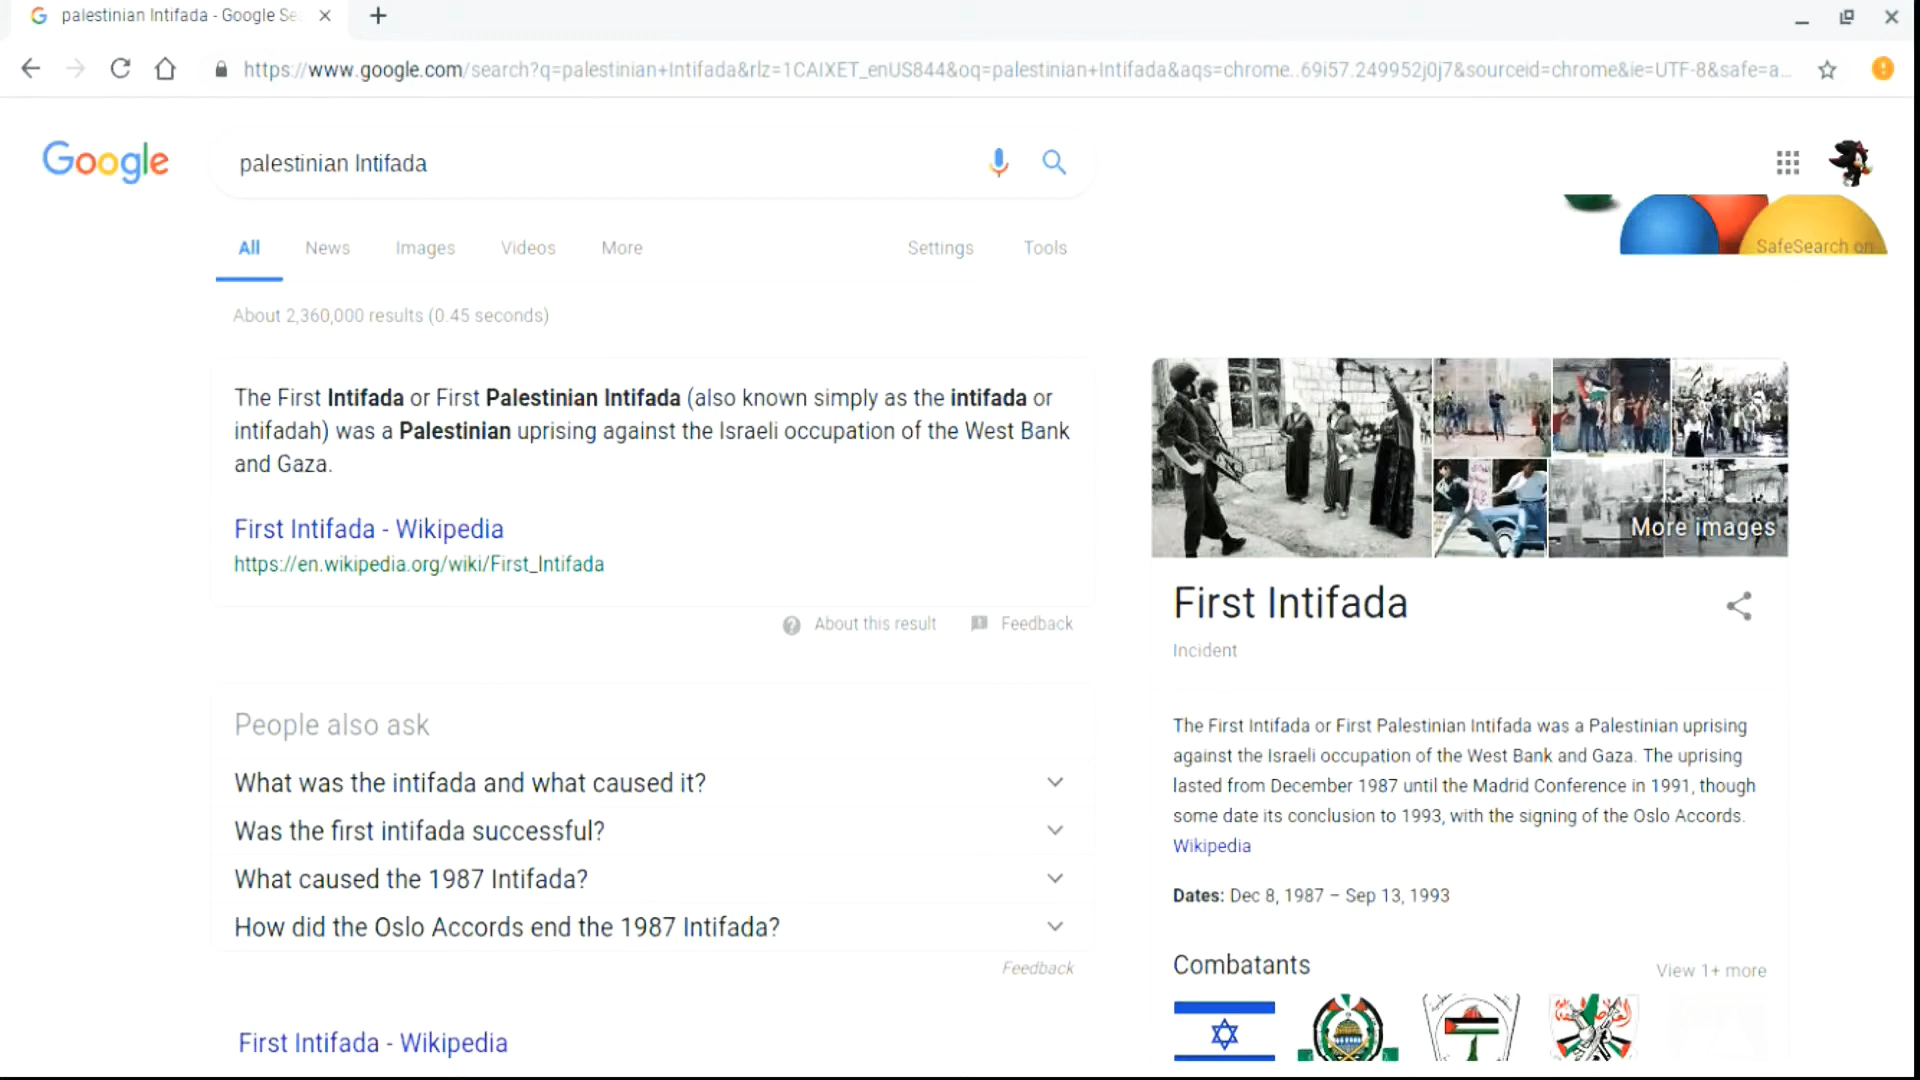 palestinian Intifada - Google Se
https://www.google.com/search?q=palestinian+Intifada&rlz=1CAIXET_enUS844&oq=palestinian+Intifada&aqs=chrome..69i57.249952j0j7&sourceid=chrome&ie=UTF-8&safe=a...
Google
palestinian Intifada
All News Images Videos More Settings Tools
SafeSearch on
About 2,360,000 results (0.45 seconds)
The First Intifada or First Palestinian Intifada (also known simply as the intifada or
intifadah) was a Palestinian uprising against the Israeli occupation of the West Bank
and Gaza.
First Intifada - Wikipedia
https://en.wikipedia.org/wiki/First_Intifada
About this result Feedback
People also ask
What was the intifada and what caused it?
Was the first intifada successful?
What caused the 1987 Intifada?
How did the Oslo Accords end the 1987 Intifada?
Feedback
First Intifada - Wikipedia
More images
First Intifada
Incident
The First Intifada or First Palestinian Intifada was a Palestinian uprising
against the Israeli occupation of the West Bank and Gaza. The uprising
lasted from December 1987 until the Madrid Conference in 1991, though
some date its conclusion to 1993, with the signing of the Oslo Accords.
Wikipedia
Dates: Dec 8, 1987 – Sep 13, 1993
Combatants
View 1+ more